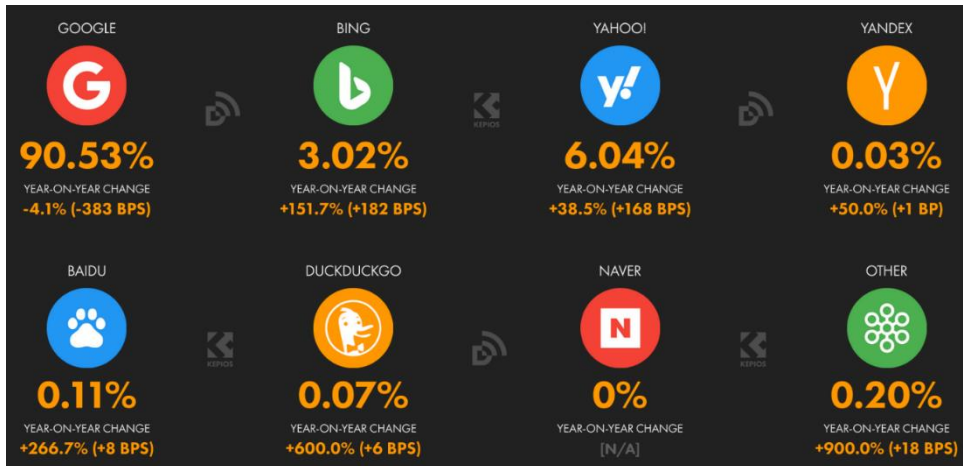 GOOGLE
BING
YAHOO!
YANDEX
G
b
y!
Y
KEPIOS
90.53%
3.02%
6.04%
0.03%
YEAR-ON-YEAR CHANGE
YEAR-ON-YEAR CHANGE
YEAR-ON-YEAR CHANGE
YEAR-ON-YEAR CHANGE
-4.1% (-383 BPS)
+151.7% (+182 BPS)
+38.5% (+168 BPS)
+50.0% (+1 BP)
BAIDU
DUCKDUCKGO
NAVER
OTHER
N
KEPIOS
KEPIOS
0.11%
0.07%
0%
0.20%
YEAR-ON-YEAR CHANGE
YEAR-ON-YEAR CHANGE
YEAR-ON-YEAR CHANGE
YEAR-ON-YEAR CHANGE
+266.7% (+8 BPS)
+600.0% (+6 BPS)
[N/A]
+900.0% (+18 BPS)